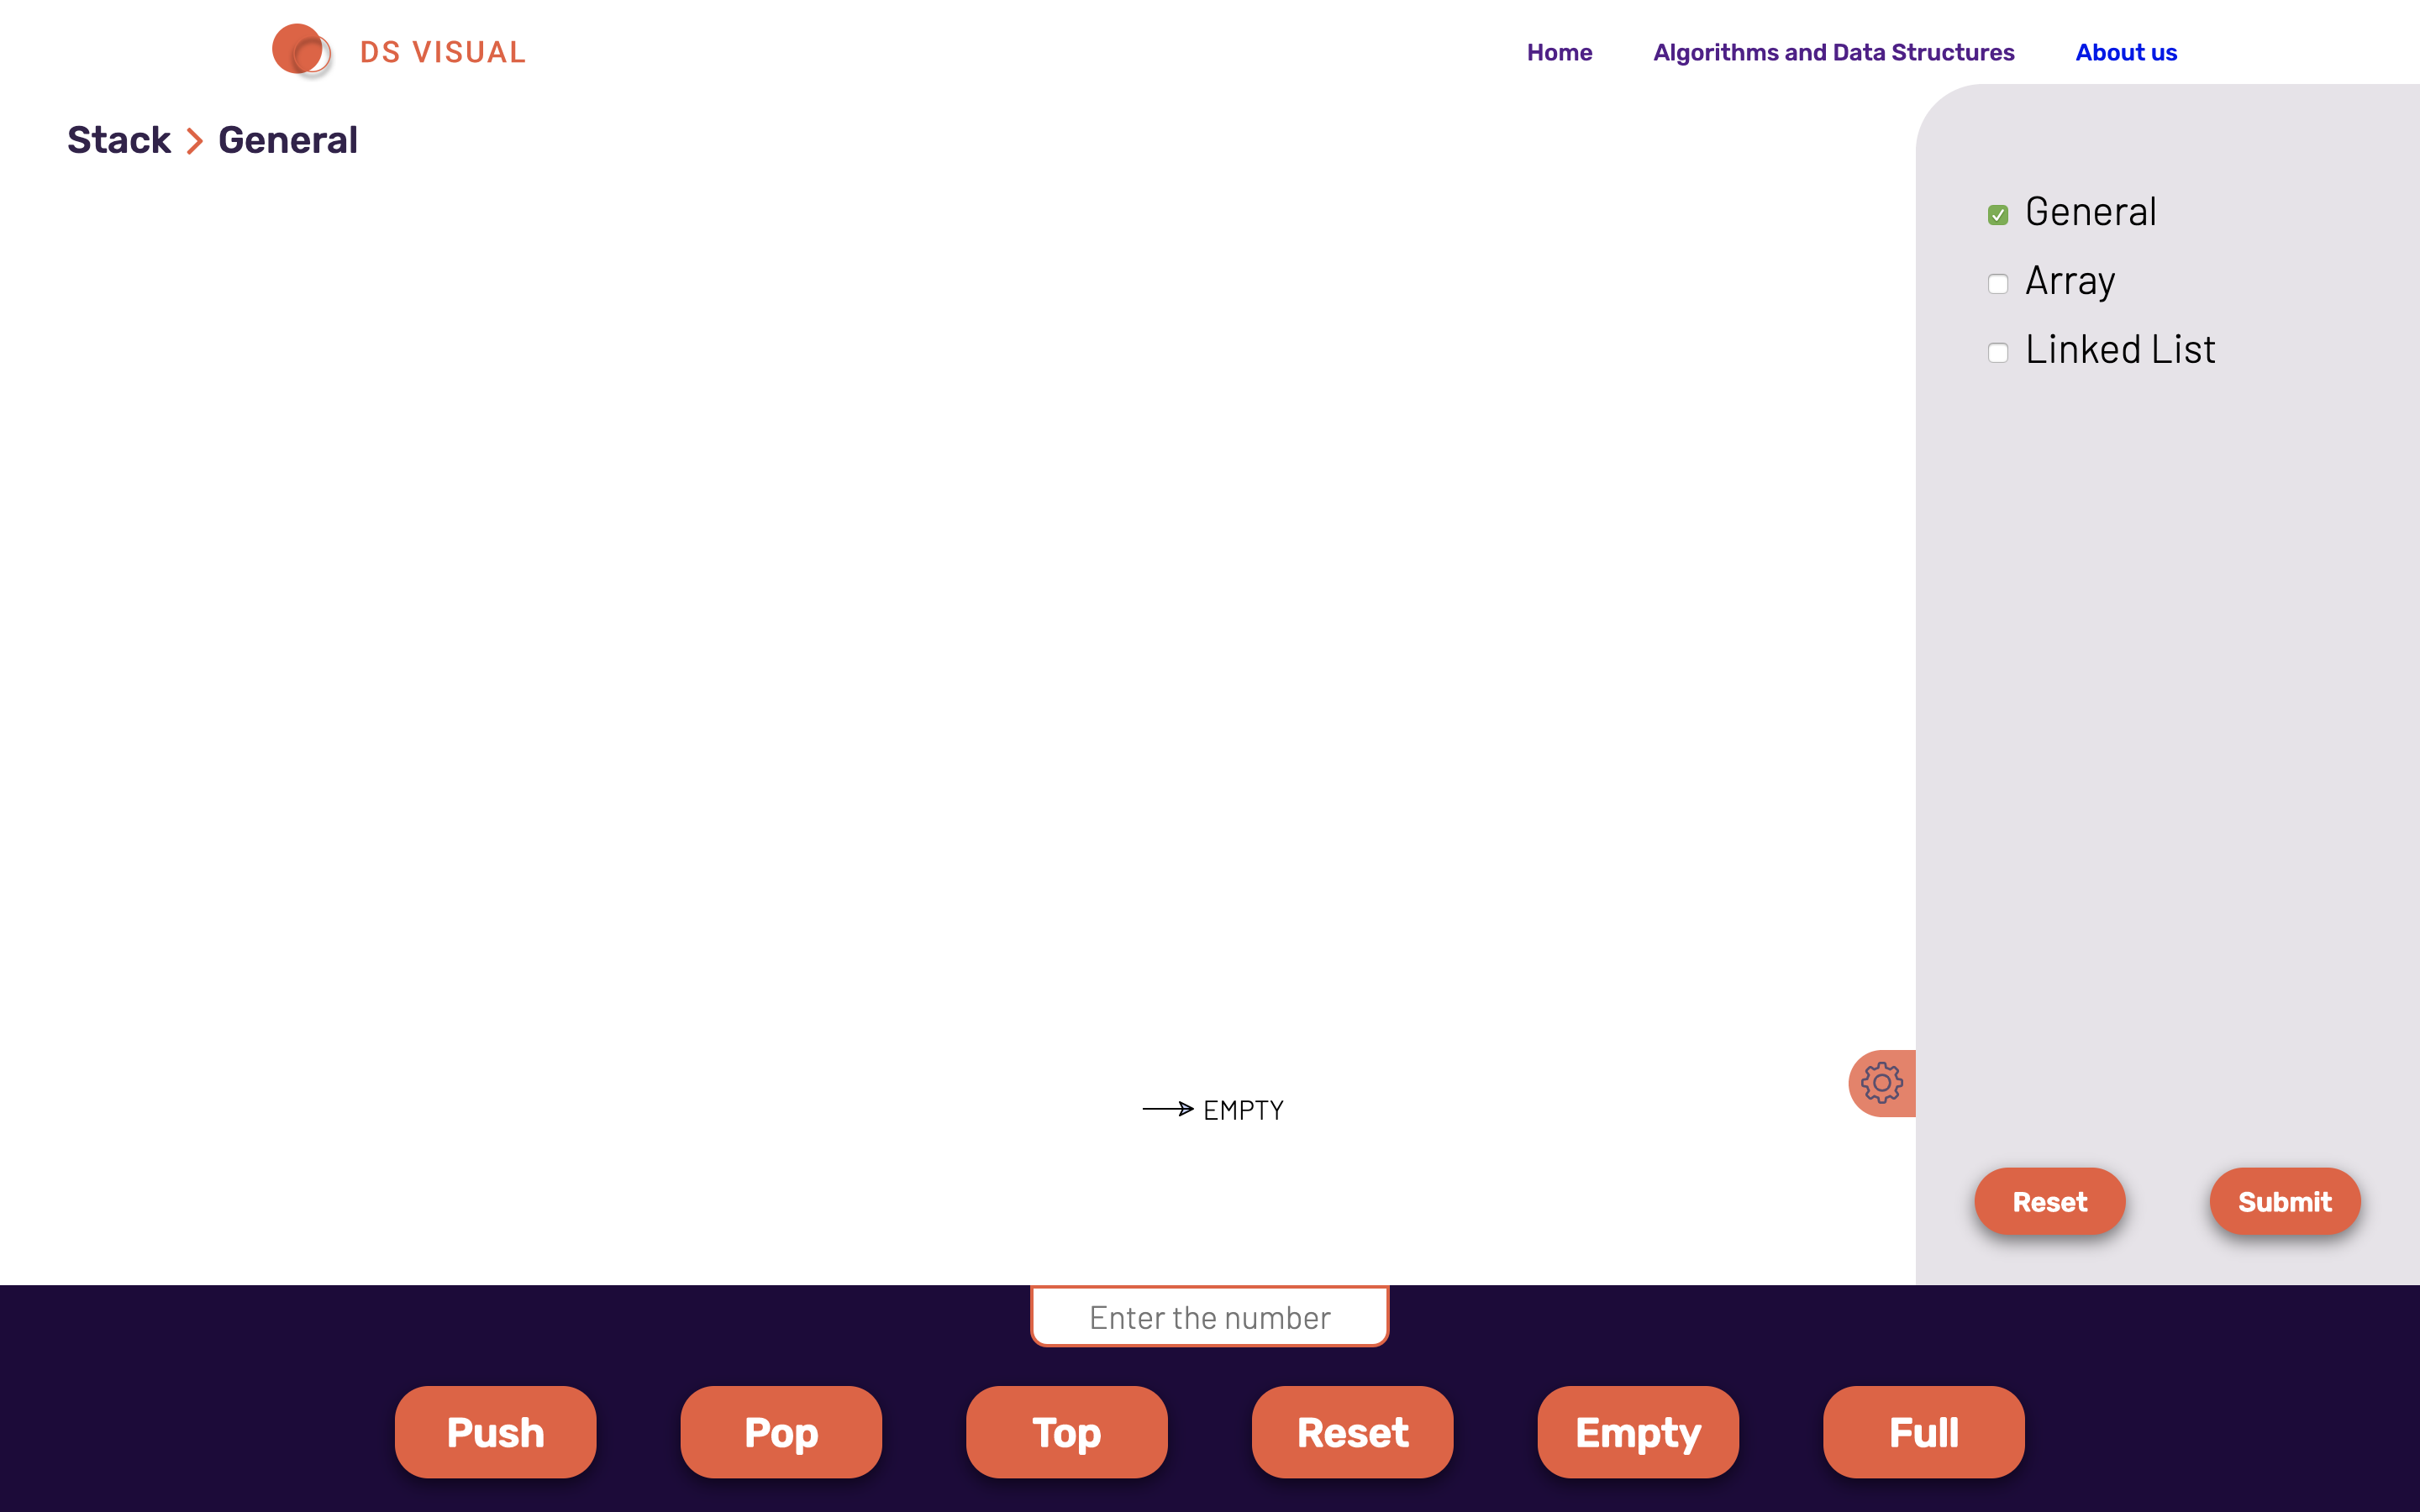 DS VISUAL
Home Algorithms and Data Structures About us
Stack > General
General
Array
Linked List
EMPTY
Reset Submit
Enter the number
Push Pop Top Reset Empty Full